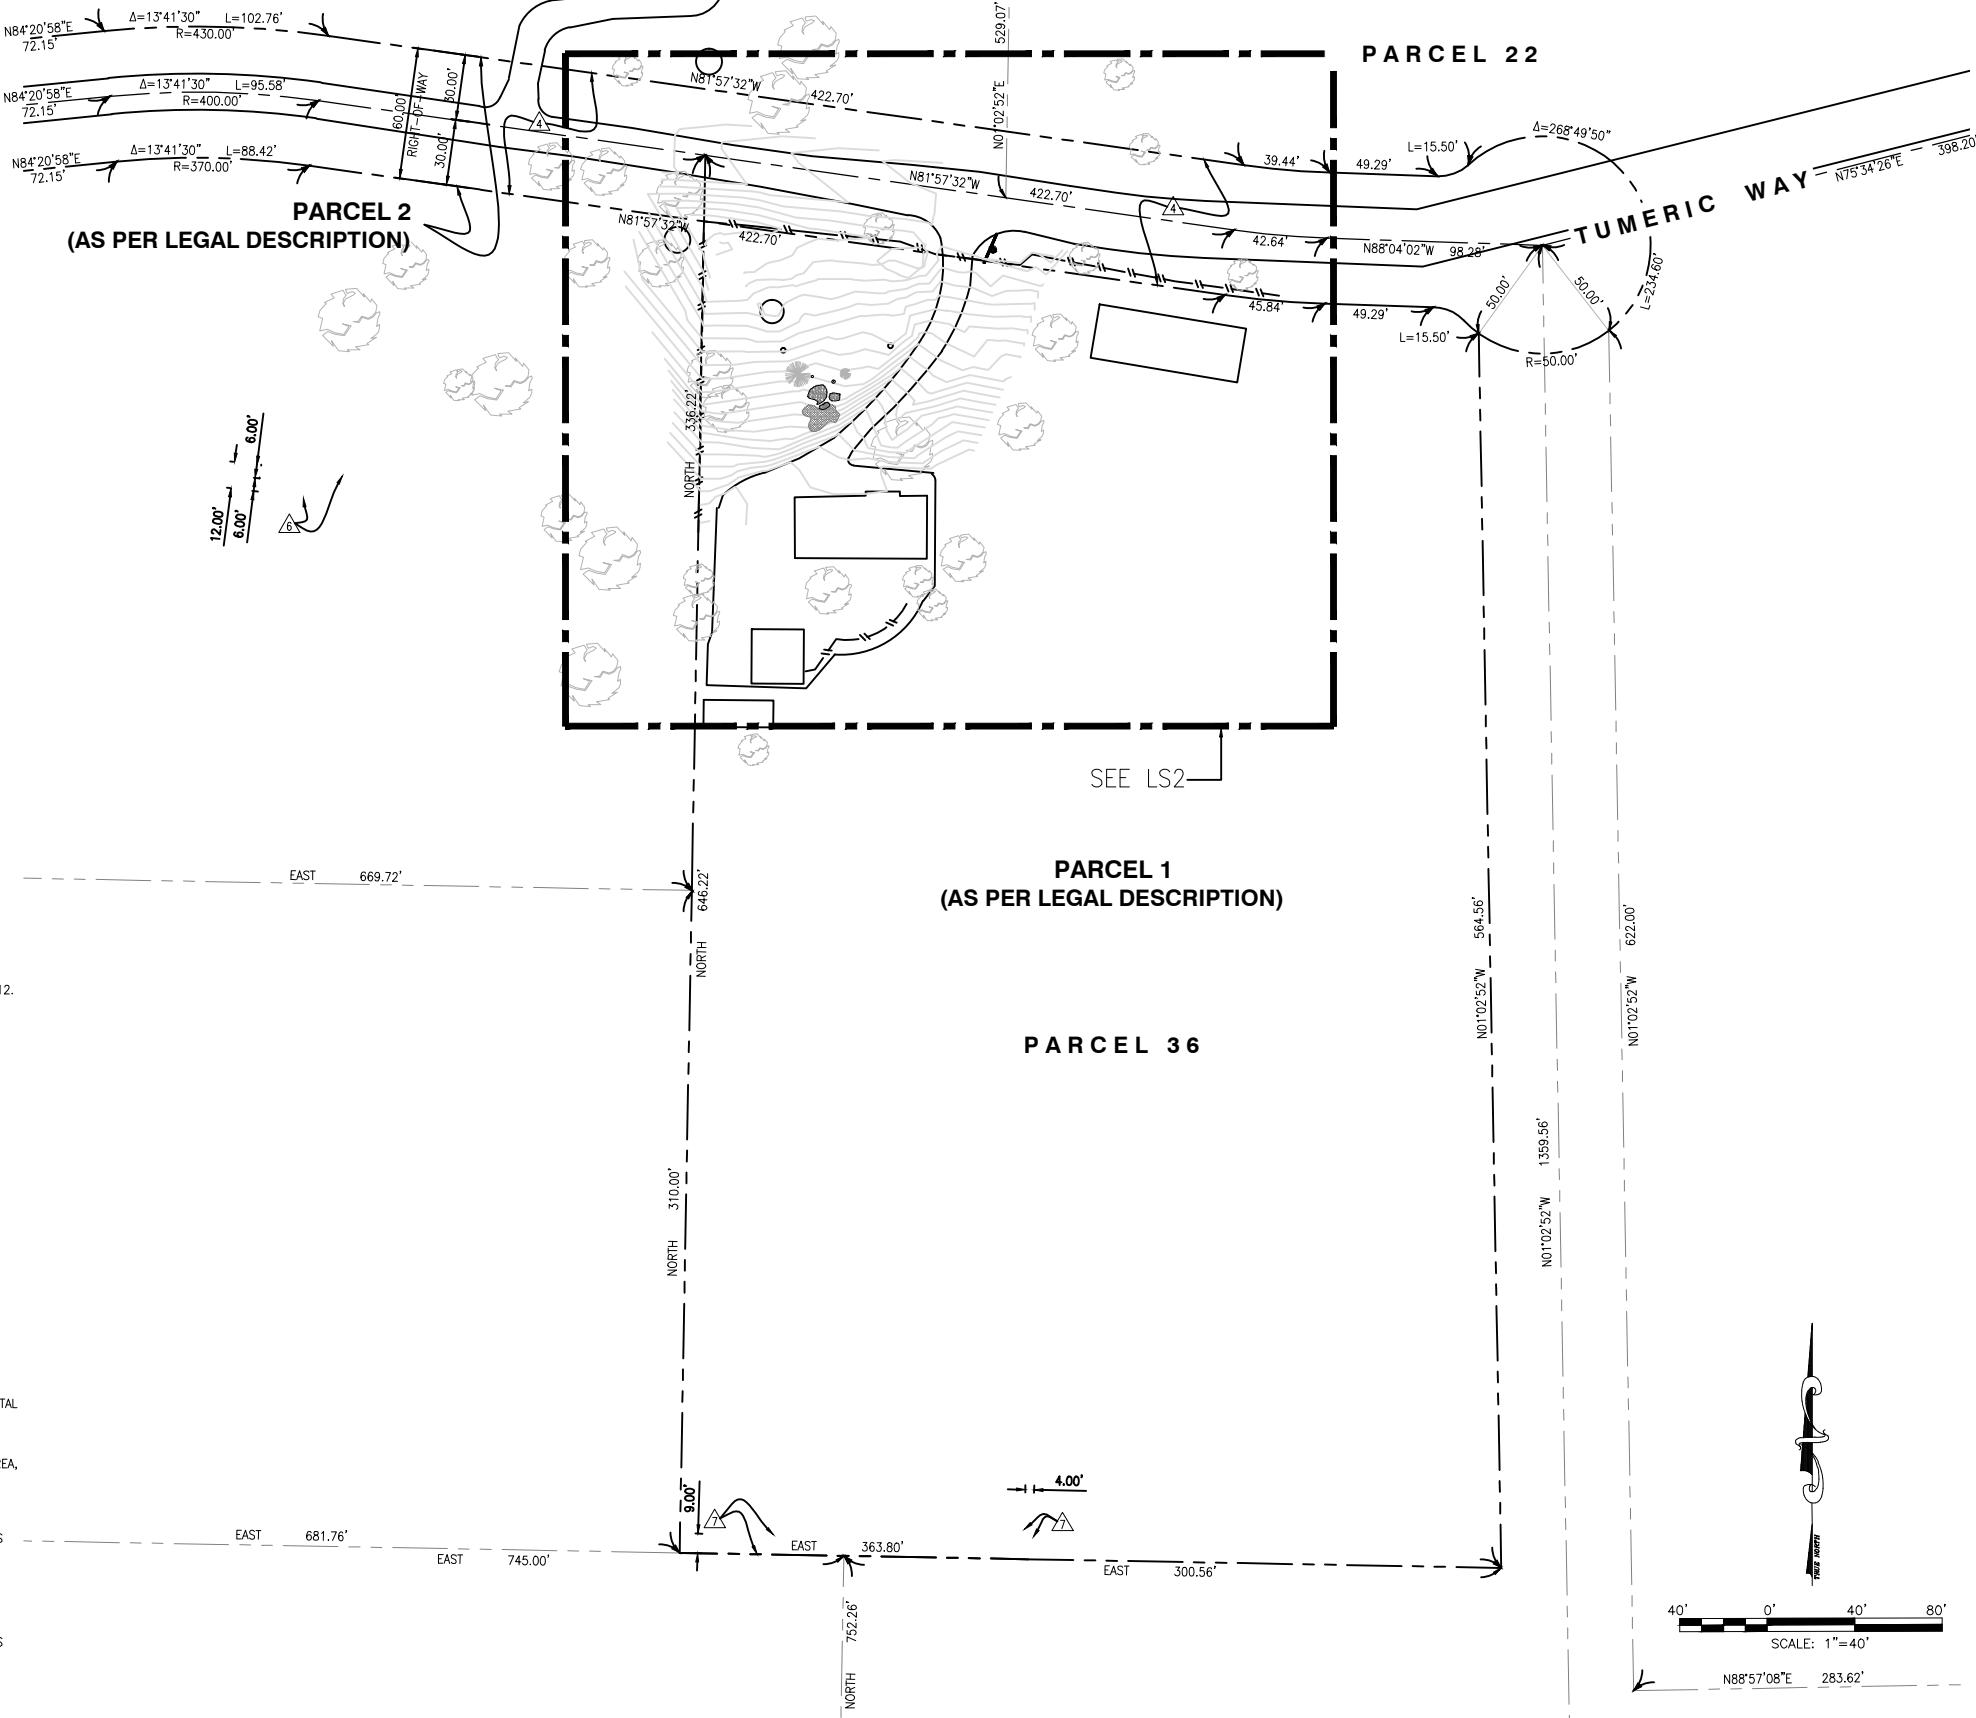 N84°20'58"E
72.15'
Δ=13°41'30" L=102.76'
R=430.00'
N84°20'58"E
72.15'
Δ=13°41'30" L=95.58'
R=400.00'
N84°20'58"E
72.15'
Δ=13°41'30" L=88.42'
R=370.00'
60.00'
RIGHT-OF-WAY
30.00'
30.00'
PARCEL 2
(AS PER LEGAL DESCRIPTION)
4
N81°57'32"W
422.70'
529.07'
N01°02'52"E
PARCEL 22
N81°57'32"W
422.70'
N81°57'32"W
422.70'
4
39.44'
49.29'
L=15.50'
Δ=268°49'50"
42.64'
N88°04'02"W 98.28'
45.84'
49.29'
L=15.50'
50.00'
50.00'
R=50.00'
L=234.60'
TUMERIC WAY
N75°34'26"E 398.20'
6.00'
12.00'
6.00'
6
336.22'
NORTH
SEE LS2
EAST 669.72'
646.22'
NORTH
PARCEL 1
(AS PER LEGAL DESCRIPTION)
PARCEL 36
564.56'
N01°02'52"W
622.00'
N01°02'52"W
1359.56'
N01°02'52"W
12.
310.00'
NORTH
TAL
EA,
S
S
9.00'
7
4.00'
7
EAST 681.76'
EAST 745.00'
EAST 363.80'
EAST 300.56'
752.26'
NORTH
TRUE NORTH
40' 0' 40' 80'
SCALE: 1"=40'
N88°57'08"E 283.62'